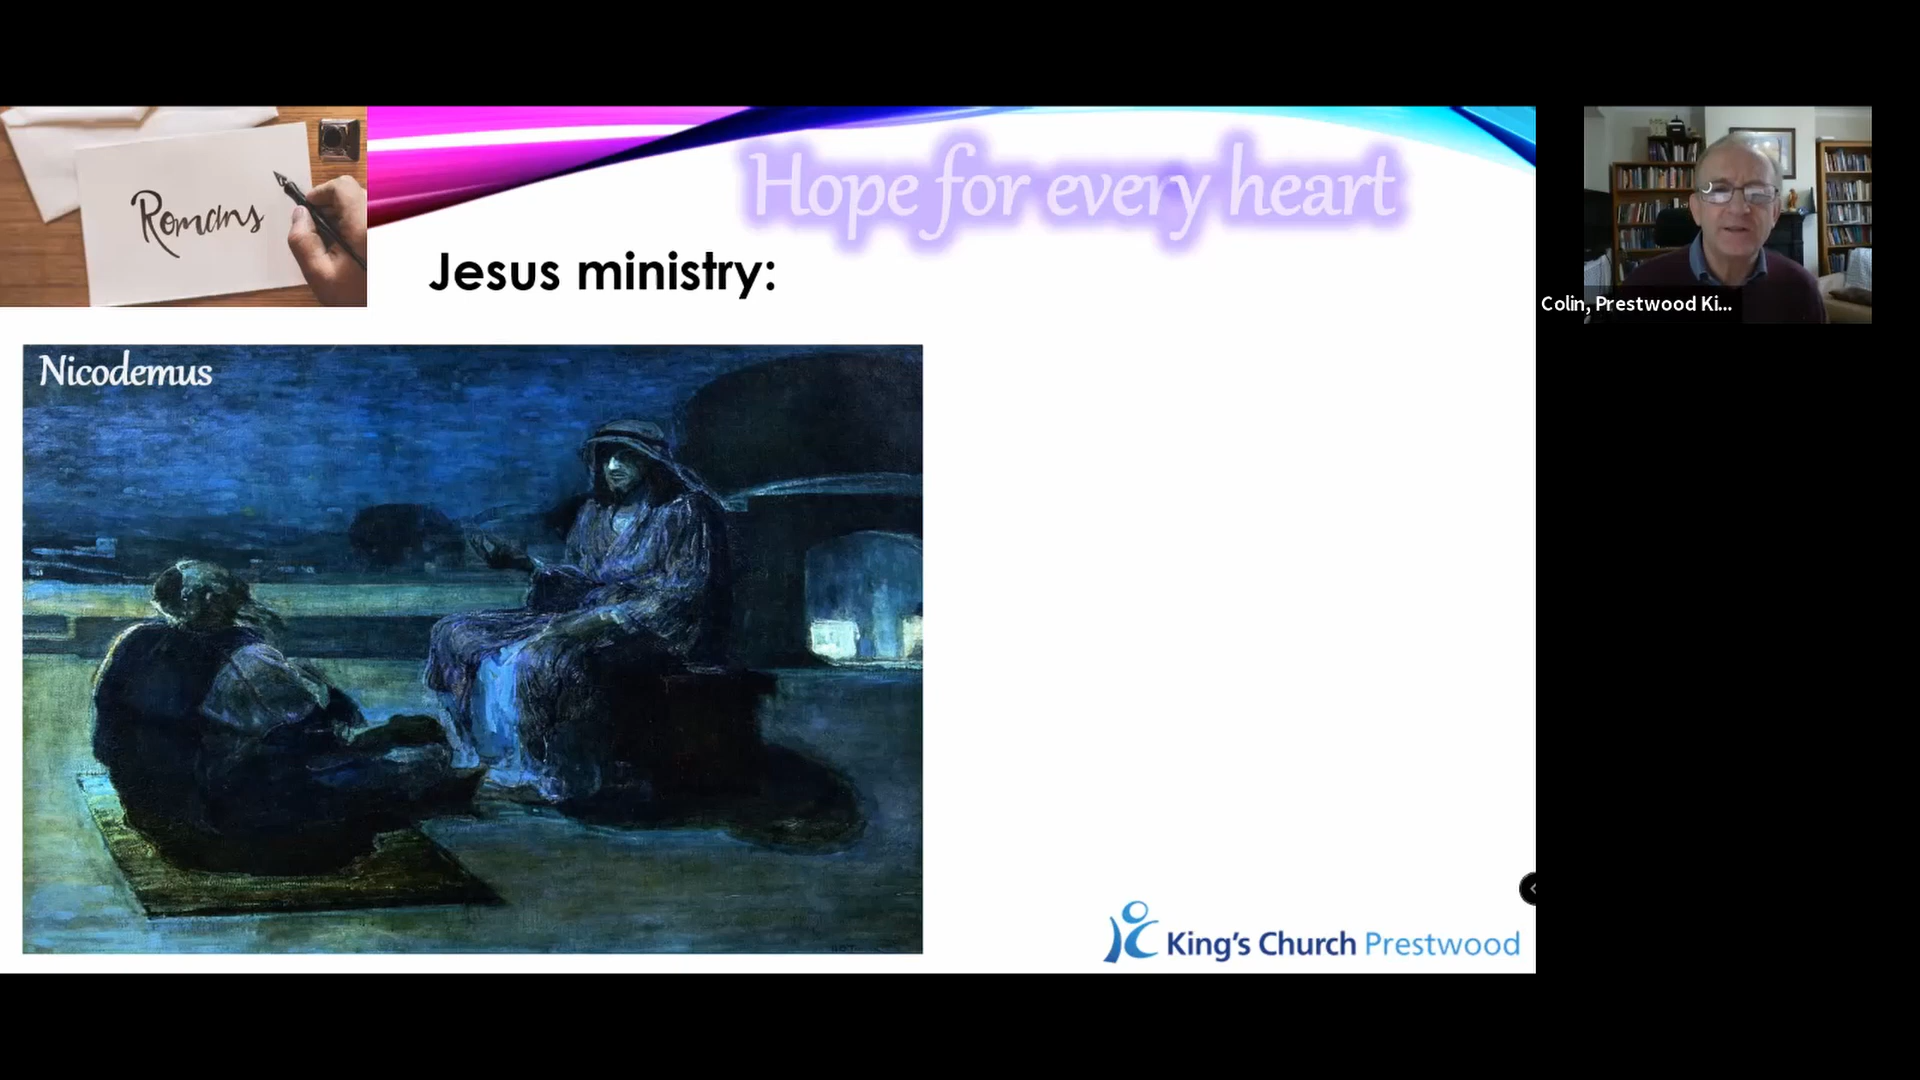 Romans
Hope for every heart
Jesus ministry:
Nicodemus
King's Church Prestwood
Colin, Prestwood Ki...